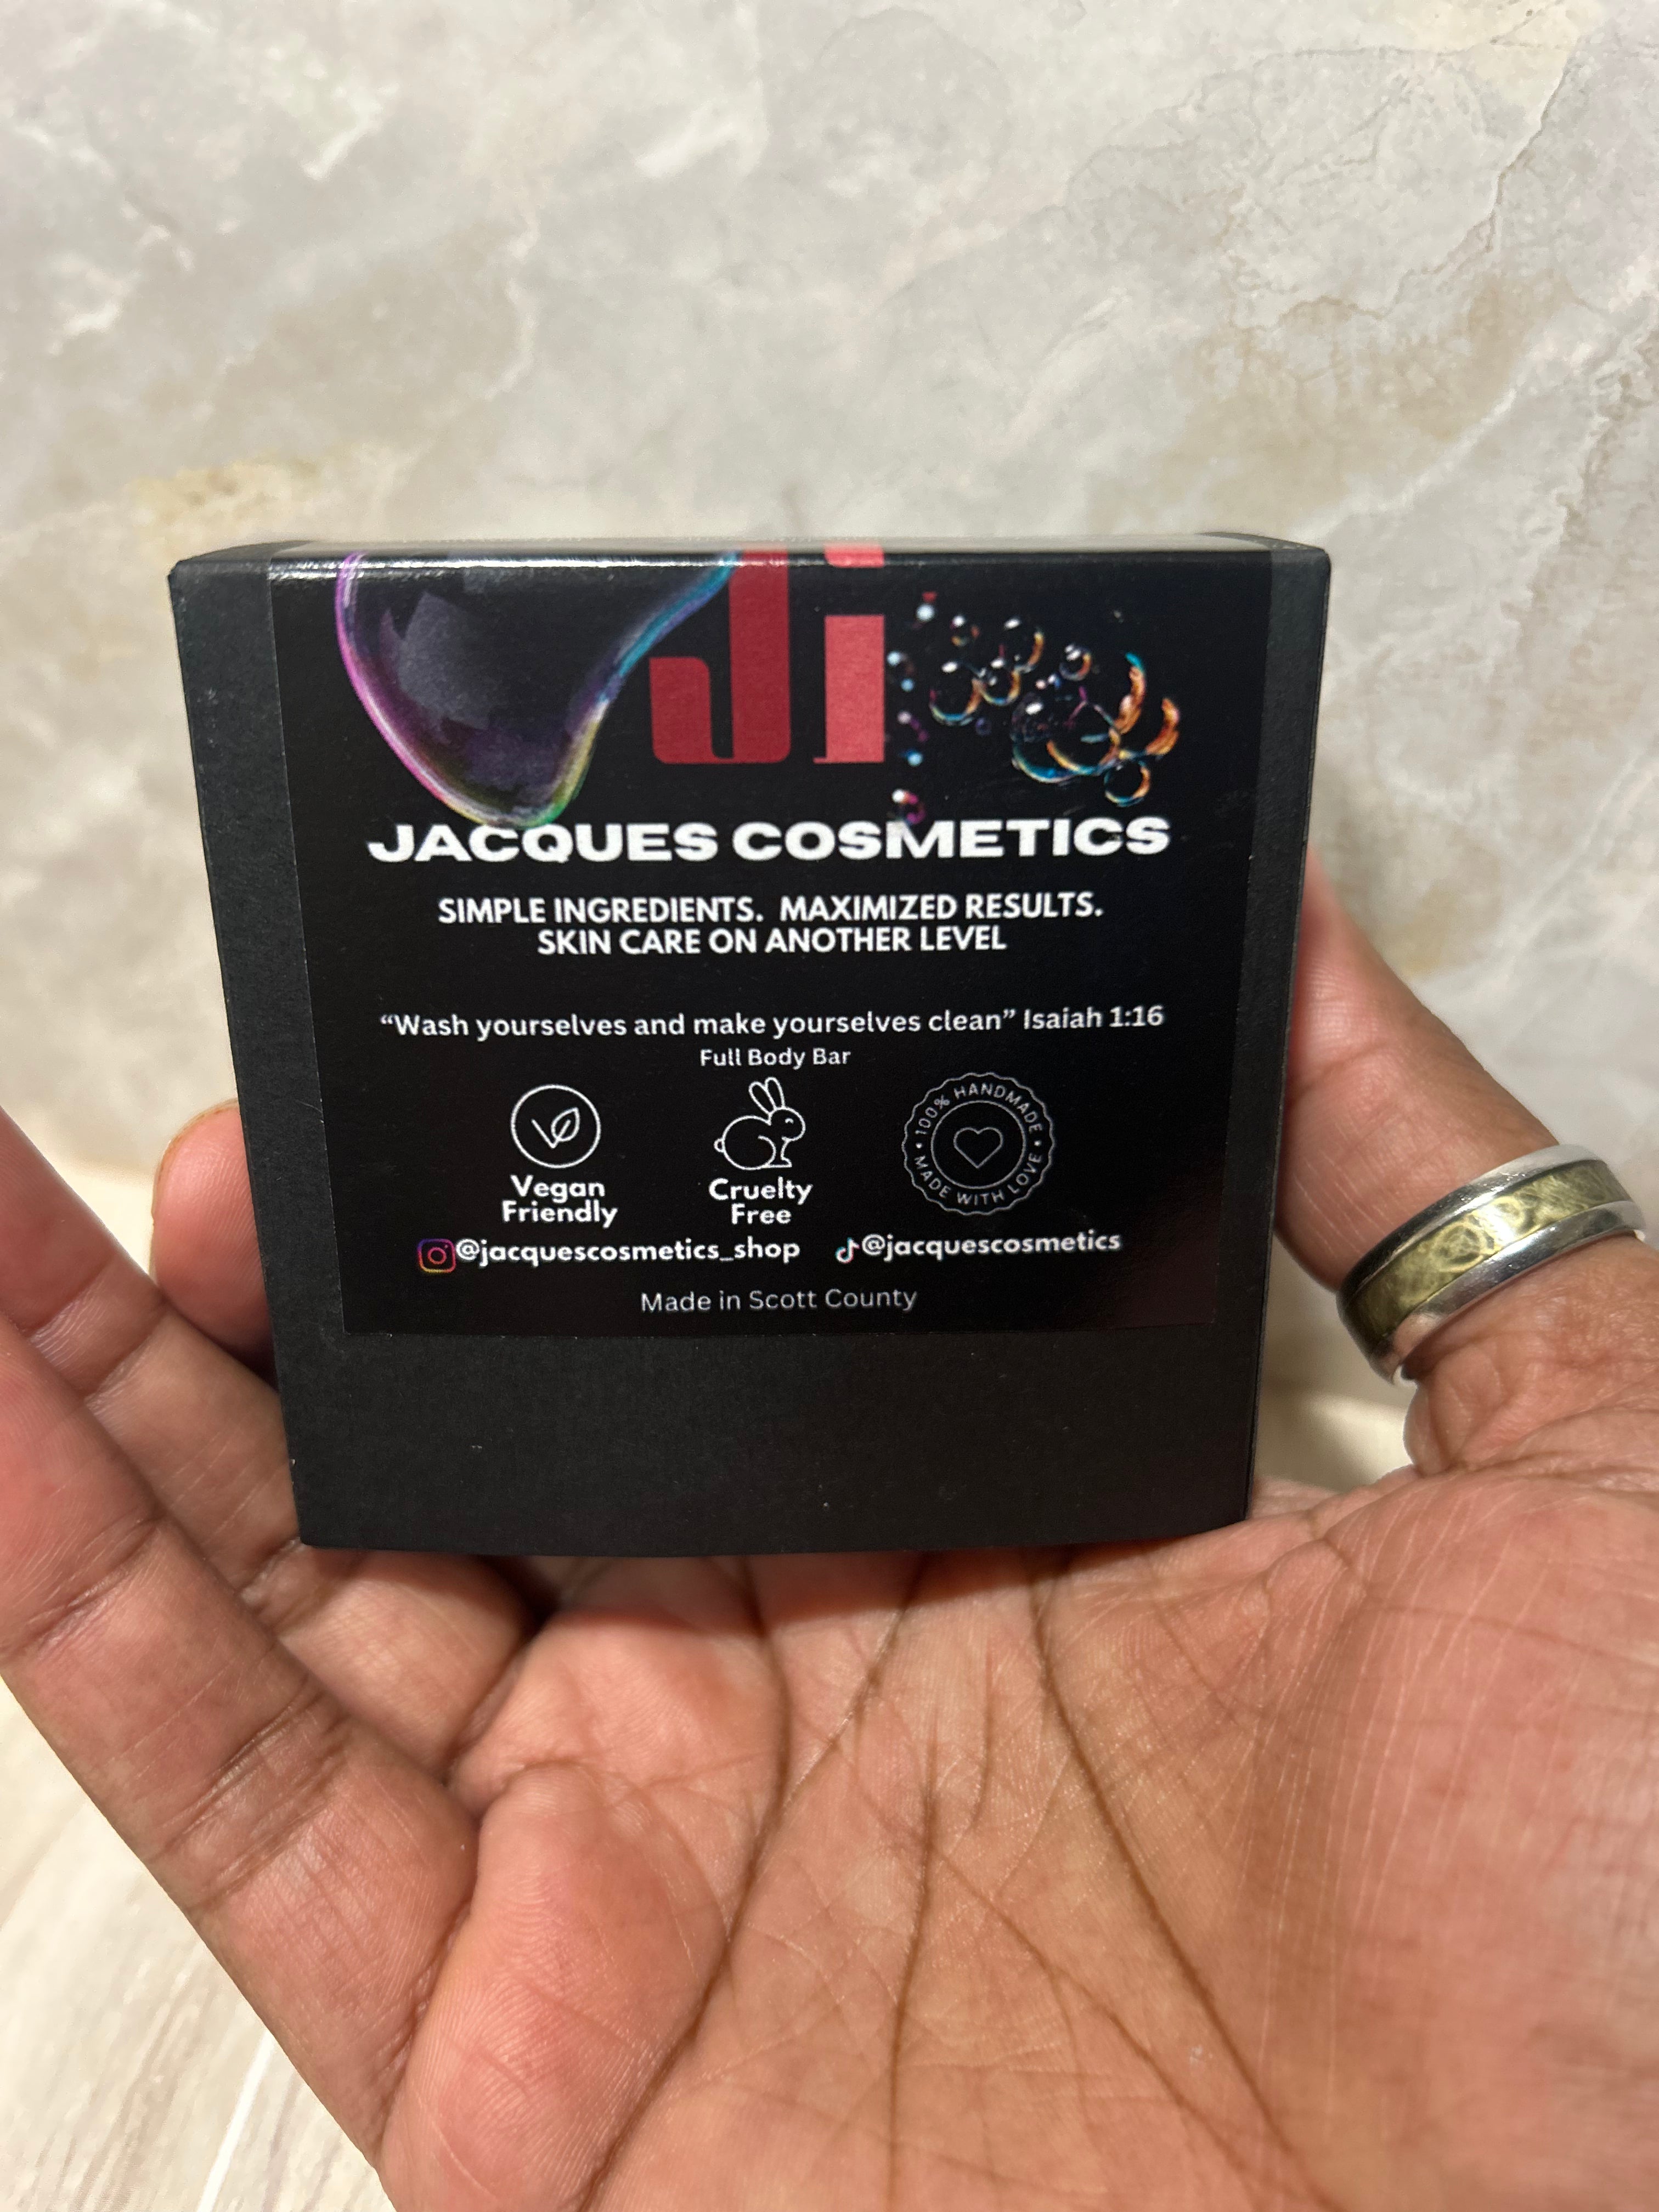 Ji
JACQUES COSMETICS
SIMPLE INGREDIENTS. MAXIMIZED RESULTS.
SKIN CARE ON ANOTHER LEVEL
“Wash yourselves and make yourselves clean” Isaiah 1:16
Full Body Bar
Vegan
Friendly
Cruelty
Free
100% HANDMADE
MADE WITH LOVE
@jacquescosmetics_shop
@jacquescosmetics
Made in Scott County